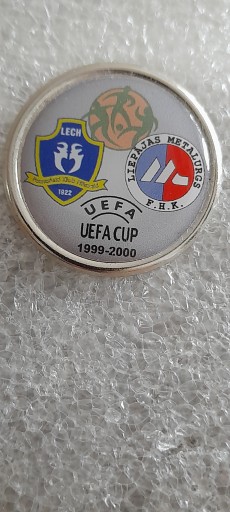 LECH
1922
LIEPĀJAS METALURGS
F.H.K.
UEFA
UEFA CUP
1999-2000